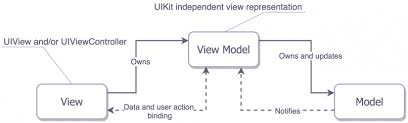 UIKit independent view representation
UIView and/or UIViewController
View Model
Owns
Owns and updates
View
Data and user action
binding
Notifies
Model